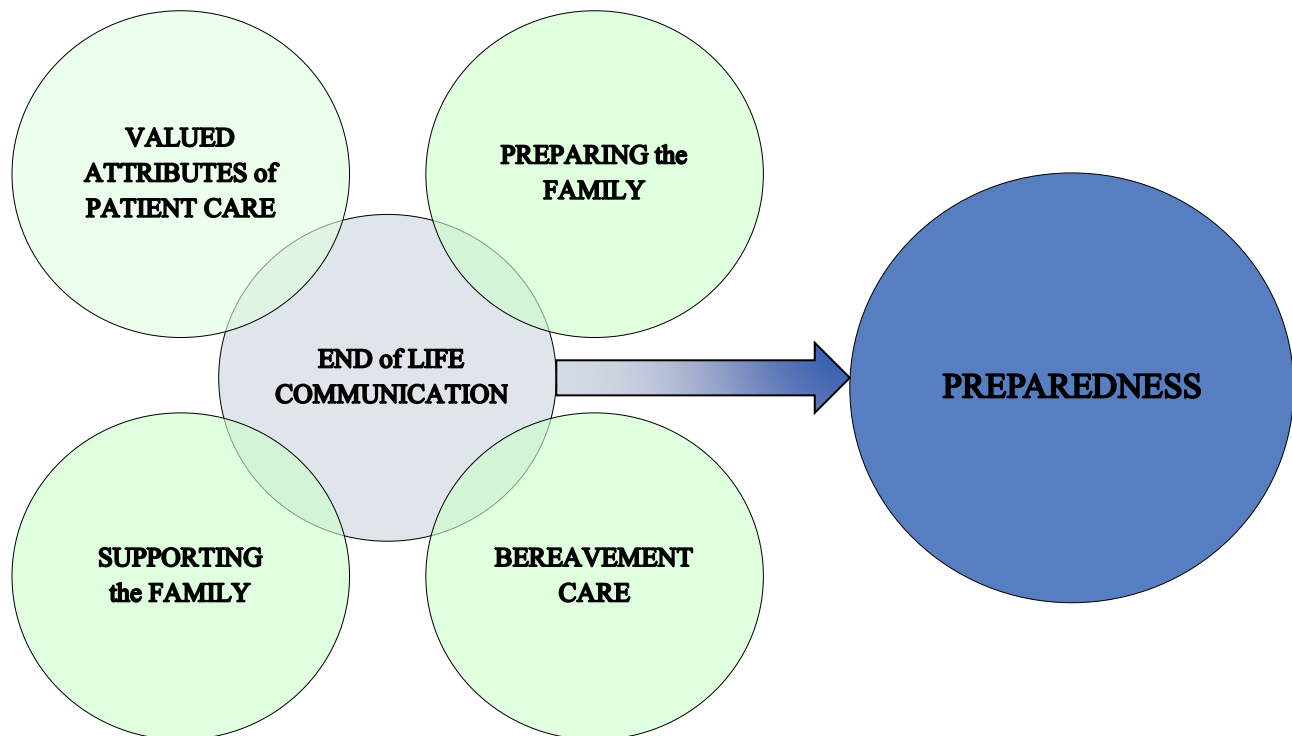 VALUED
ATTRIBUTES of
PATIENT CARE
PREPARING the
FAMILY
END of LIFE
COMMUNICATION
PREPAREDNESS
SUPPORTING
the FAMILY
BEREAVEMENT
CARE